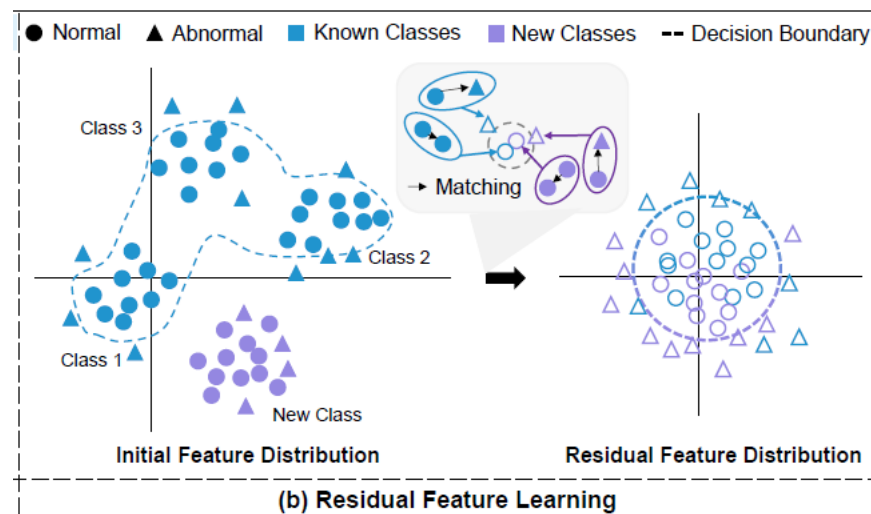 Normal Abnormal Known Classes New Classes Decision Boundary
Class 3
Matching
Class 2
Class 1
New Class
Initial Feature Distribution Residual Feature Distribution
(b) Residual Feature Learning